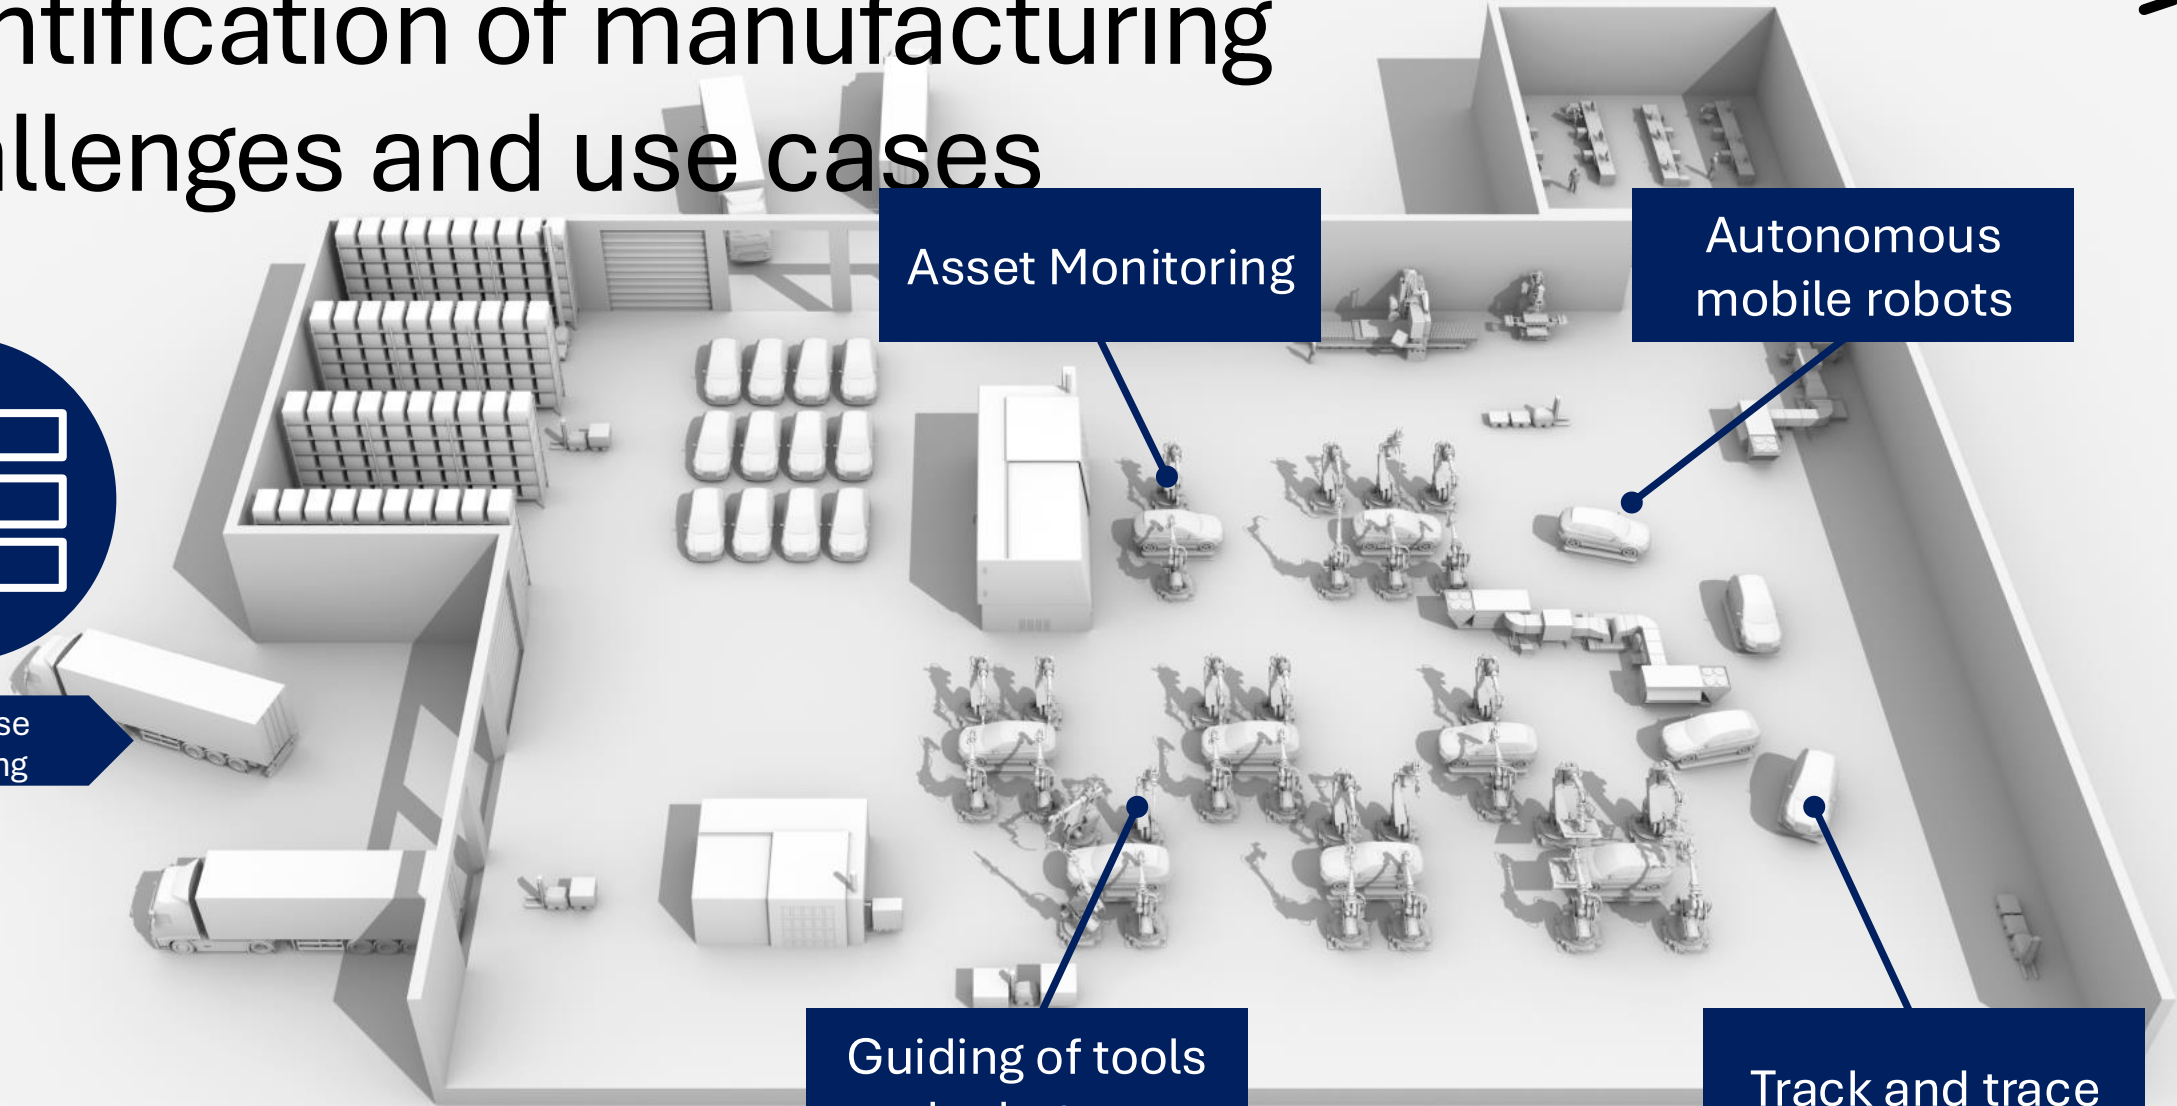 ntification of manufacturing
allenges and use cases
Asset Monitoring
Autonomous
mobile robots
se
ng
Guiding of tools
Track and trace